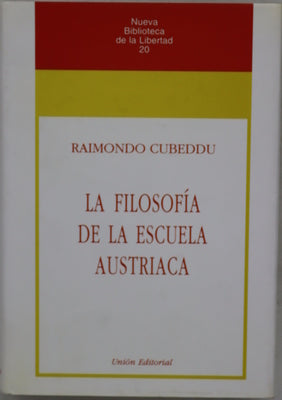 Nueva
Biblioteca
de la Libertad
20
RAIMONDO CUBEDDU
LA FILOSOFÍA
DE LA ESCUELA
AUSTRIACA
Unión Editorial